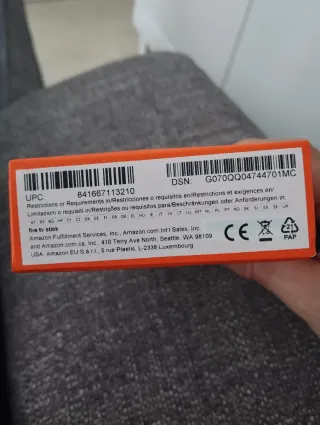 UPC: 841667113210
DSN: G070QQ04744701MC
Restrictions or Requirements in/Restricciones o requisitos en/Restrictions et exigences en/
Limitazioni o requisiti in/Restrições ou requisitos para/Beschränkungen oder Anforderungen in:
fire tv stick
Amazon Fulfillment Services, Inc., Amazon.com Int'l Sales, Inc.
and Amazon.com.ca, Inc., 410 Terry Ave North, Seattle, WA 98109
USA. Amazon EU S.à r.l., 5 rue Plaetis, L-2338 Luxembourg
CE
21
PAP